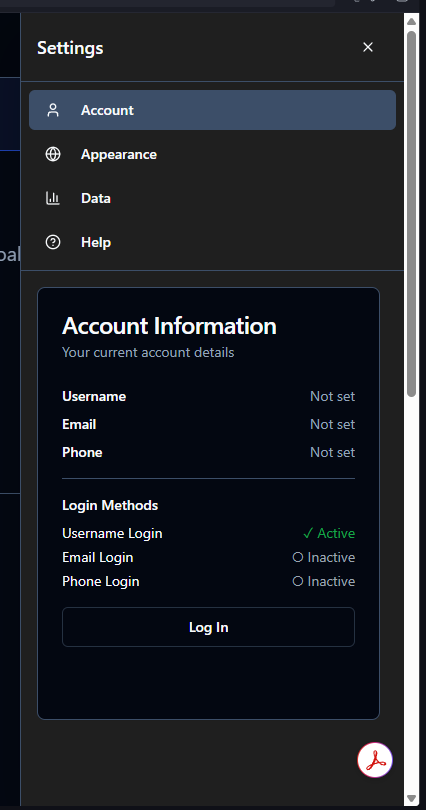 Settings
Account
Appearance
Data
Help
Account Information
Your current account details
Username Not set
Email Not set
Phone Not set
Login Methods
Username Login ✓ Active
Email Login ○ Inactive
Phone Login ○ Inactive
Log In